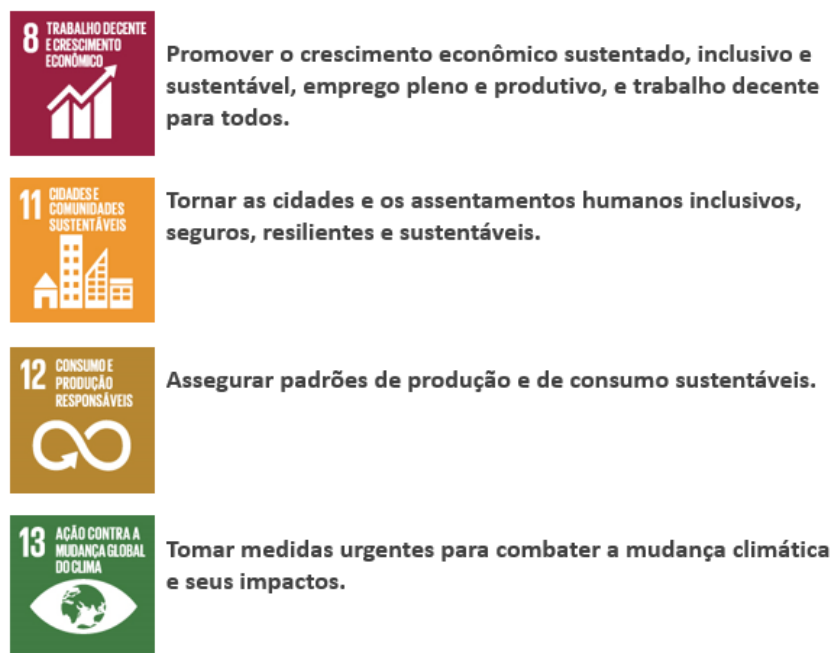 8 TRABALHO DECENTE
E CRESCIMENTO
ECONÔMICO
Promover o crescimento econômico sustentado, inclusivo e
sustentável, emprego pleno e produtivo, e trabalho decente
para todos.
11 CIDADES E
COMUNIDADES
SUSTENTÁVEIS
Tornar as cidades e os assentamentos humanos inclusivos,
seguros, resilientes e sustentáveis.
12 CONSUMO E
PRODUÇÃO
RESPONSÁVEIS
Assegurar padrões de produção e de consumo sustentáveis.
13 AÇÃO CONTRA A
MUDANÇA GLOBAL
DO CLIMA
Tomar medidas urgentes para combater a mudança climática
e seus impactos.